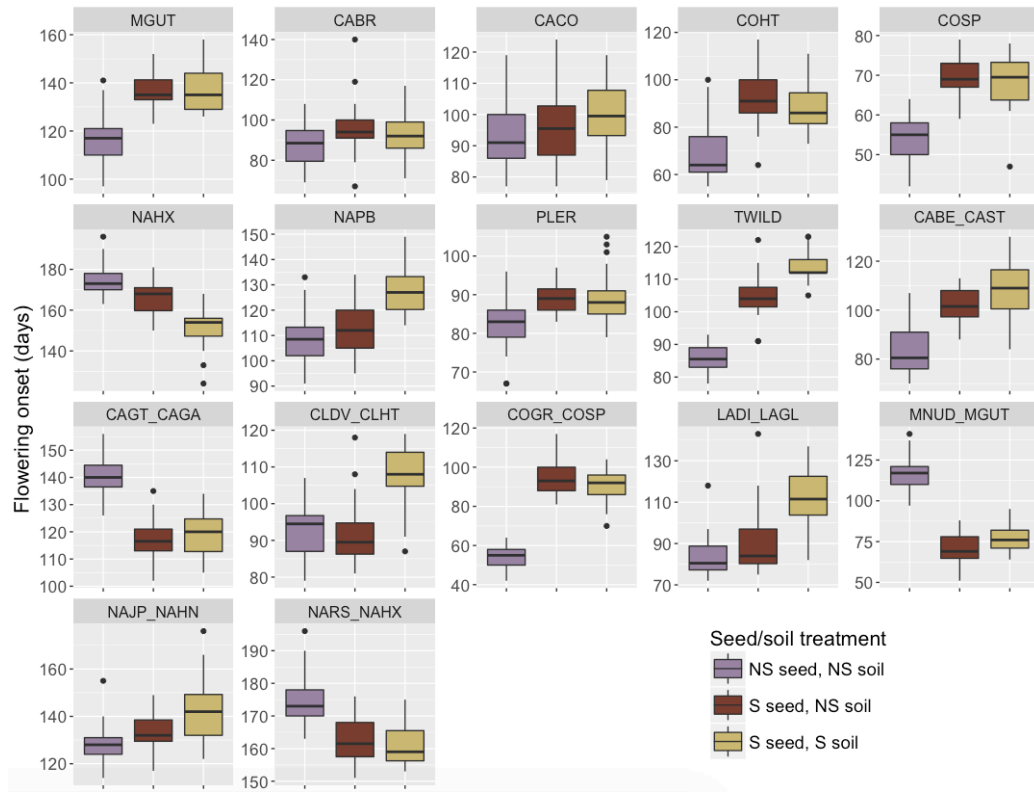 MGUT CABR CACO COHT COSP
160 140 120 100 
140 120 100 80
120 110 100 90 80
120 100 80 60
80 70 60 50
NAHX NAPB PLER TWILD CABE_CAST
180 160 140
150 140 130 120 110 100 90
100 90 80 70
120 110 100 90 80
120 100 80
CAGT_CAGA CLDV_CLHT COGR_COSP LADI_LAGL MNUD_MGUT
150 140 130 120 110 100
120 110 100 90 80
120 100 80 60 40
130 110 90 70
125 100 75 50
NAJP_NAHN NARS_NAHX
160 140 120
190 180 170 160 150
Flowering onset (days)
Seed/soil treatment
NS seed, NS soil
S seed, NS soil
S seed, S soil